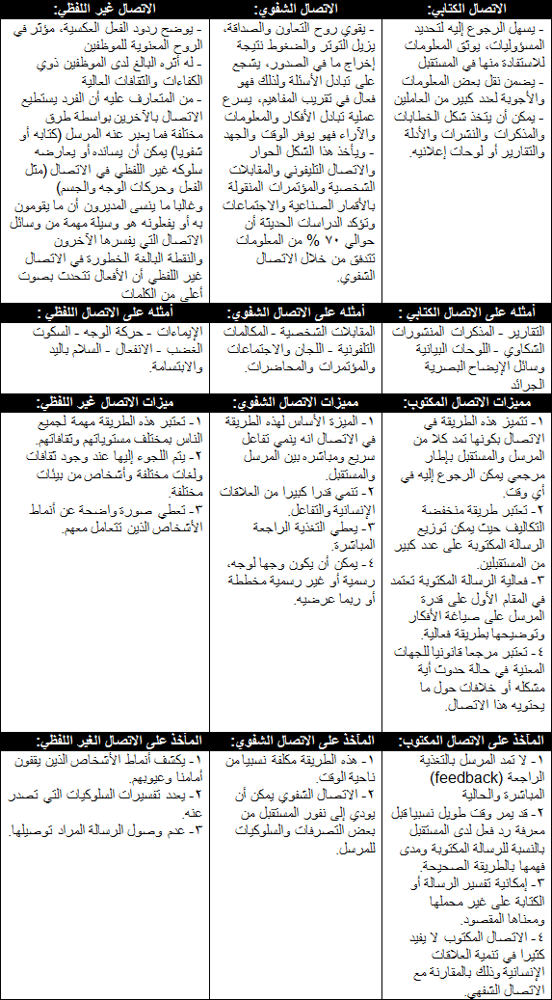 الاتصال الكتابي:
- يسهل الرجوع إليه لتحديد
المسؤوليات، يوثق المعلومات
للاستفادة منها في المستقبل
- يضمن نقل بعض المعلومات
والأجوبة لعدد كبير من العاملين
- يمكن أن يتخذ شكل الخطابات
والمذكرات والنشرات والأدلة
والتقارير أو لوحات إعلانيه.
الاتصال الشفوي:
- يقوي روح التعاون والصداقة،
يزيل التوتر والضغوط نتيجة
إخراج ما في الصدور، يشجع
على تبادل الأسئلة ولذلك فهو
فعال في تقريب المفاهيم، يسرع
عملية تبادل الأفكار والمعلومات
والآراء فهو يوفر الوقت والجهد
- ويأخذ هذا الشكل الحوار
والاتصال التليفوني والمقابلات
الشخصية والمؤتمرات المنقولة
بالأقمار الصناعية والاجتماعات
وتؤكد الدراسات الحديثة أن
حوالي ٧٠ % من المعلومات
تتدفق من خلال الاتصال
الشفوي.
الاتصال غير اللفظي:
- يوضح ردود الفعل العكسية، مؤثر في
الروح المعنوية للموظفين
- له أثره البالغ لدى الموظفين ذوي
الكفاءات والثقافات العالية
- من المتعارف عليه أن الفرد يستطيع
الاتصال بالآخرين بواسطة طرق
مختلفة فما يعبر عنه المرسل (كتابه أو
شفويا) يمكن أن يسانده أو يعارضه
سلوكه غير اللفظي في الاتصال (مثل
الفعل وحركات الوجه والجسم)
وغالبا ما ينسى المديرون أن ما يقومون
به أو يفعلونه هو وسيلة مهمة من وسائل
الاتصال التي يفسرها الآخرون
والنقطة البالغة الخطورة في الاتصال
غير اللفظي أن الأفعال تتحدث بصوت
أعلى من الكلمات
أمثله على الاتصال الكتابي :
التقارير - المذكرات المنشورات
الشكاوي - اللوحات البيانية
وسائل الإيضاح البصرية
الجرائد
أمثله على الاتصال الشفوي:
المقابلات الشخصية - المكالمات
التلفونية - اللجان والاجتماعات
والمؤتمرات والمحاضرات.
أمثله على الاتصال اللفظي :
الإيماءات - حركة الوجه - السكوت
الغضب - الانفعال - السلام باليد
والابتسامة.
مميزات الاتصال المكتوب:
١- تتميز هذه الطريقة في
الاتصال بكونها تمد كلا من
المرسل والمستقبل بإطار
مرجعي يمكن الرجوع إليه في
أي وقت.
٢- تعتبر طريقة منخفضة
التكاليف حيث يمكن توزيع
الرسالة المكتوبة على عدد كبير
من المستقبلين.
٣- فعالية الرسالة المكتوبة تعتمد
في المقام الأول على قدرة
المرسل على صياغة الأفكار
وتوضيحها بطريقة فعالية.
٤- تعتبر مرجعا قانونيا للجهات
المعنية في حالة حدوث أية
مشكله أو خلافات حول ما
يحتويه هذا الاتصال.
مميزات الاتصال الشفوي:
١- الميزة الأساس لهذه الطريقة
في الاتصال انه ينمي تفاعل
سريع ومباشره بين المرسل
والمستقبل.
٢- تنمي قدرا كبيرا من العلاقات
الإنسانية والتفاعل.
٣- يعطي التغذية الراجعة
المباشرة.
٤- يمكن أن يكون وجها لوجه،
رسمية أو غير رسمية مخططة
أو ربما عرضيه.
ميزات الاتصال غير اللفظي:
١- تعتبر هذه الطريقة مهمة لجميع
الناس بمختلف مستوياتهم وثقافاتهم.
٢- يتم اللجوء إليها عند وجود ثقافات
ولغات مختلفة وأشخاص من بيئات
مختلفة.
٣- تعطي صورة واضحة عن أنماط
الأشخاص الذين تتعامل معهم.
المآخذ على الاتصال المكتوب:
١- لا تمد المرسل بالتغذية
الراجعة (feedback)
المباشرة والحالية
٢- قد يمر وقت طويل نسبيا قبل
معرفة رد فعل لدى المستقبل
بالنسبة للرسالة المكتوبة ومدى
فهمها بالطريقة الصحيحة.
٣- إمكانية تفسير الرسالة أو
الكتابة على غير محملها
ومعناها المقصود.
٤- الاتصال المكتوب لا يفيد
كثيرا في تنمية العلاقات
الإنسانية وذلك بالمقارنة مع
الاتصال الشفهي.
المآخذ على الاتصال الشفوي:
١- هذه الطريقة مكلفة نسبيا من
ناحية الوقت.
٢- الاتصال الشفوي يمكن أن
يودي إلى نفور المستقبل من
بعض التصرفات والسلوكيات
للمرسل.
المآخذ على الاتصال الغير اللفظي:
١- يكشف أنماط الأشخاص الذين يقفون
أمامنا وعيوبهم.
٢- يعدد تفسيرات السلوكيات التي تصدر
عنه.
٣- عدم وصول الرسالة المراد توصيلها.